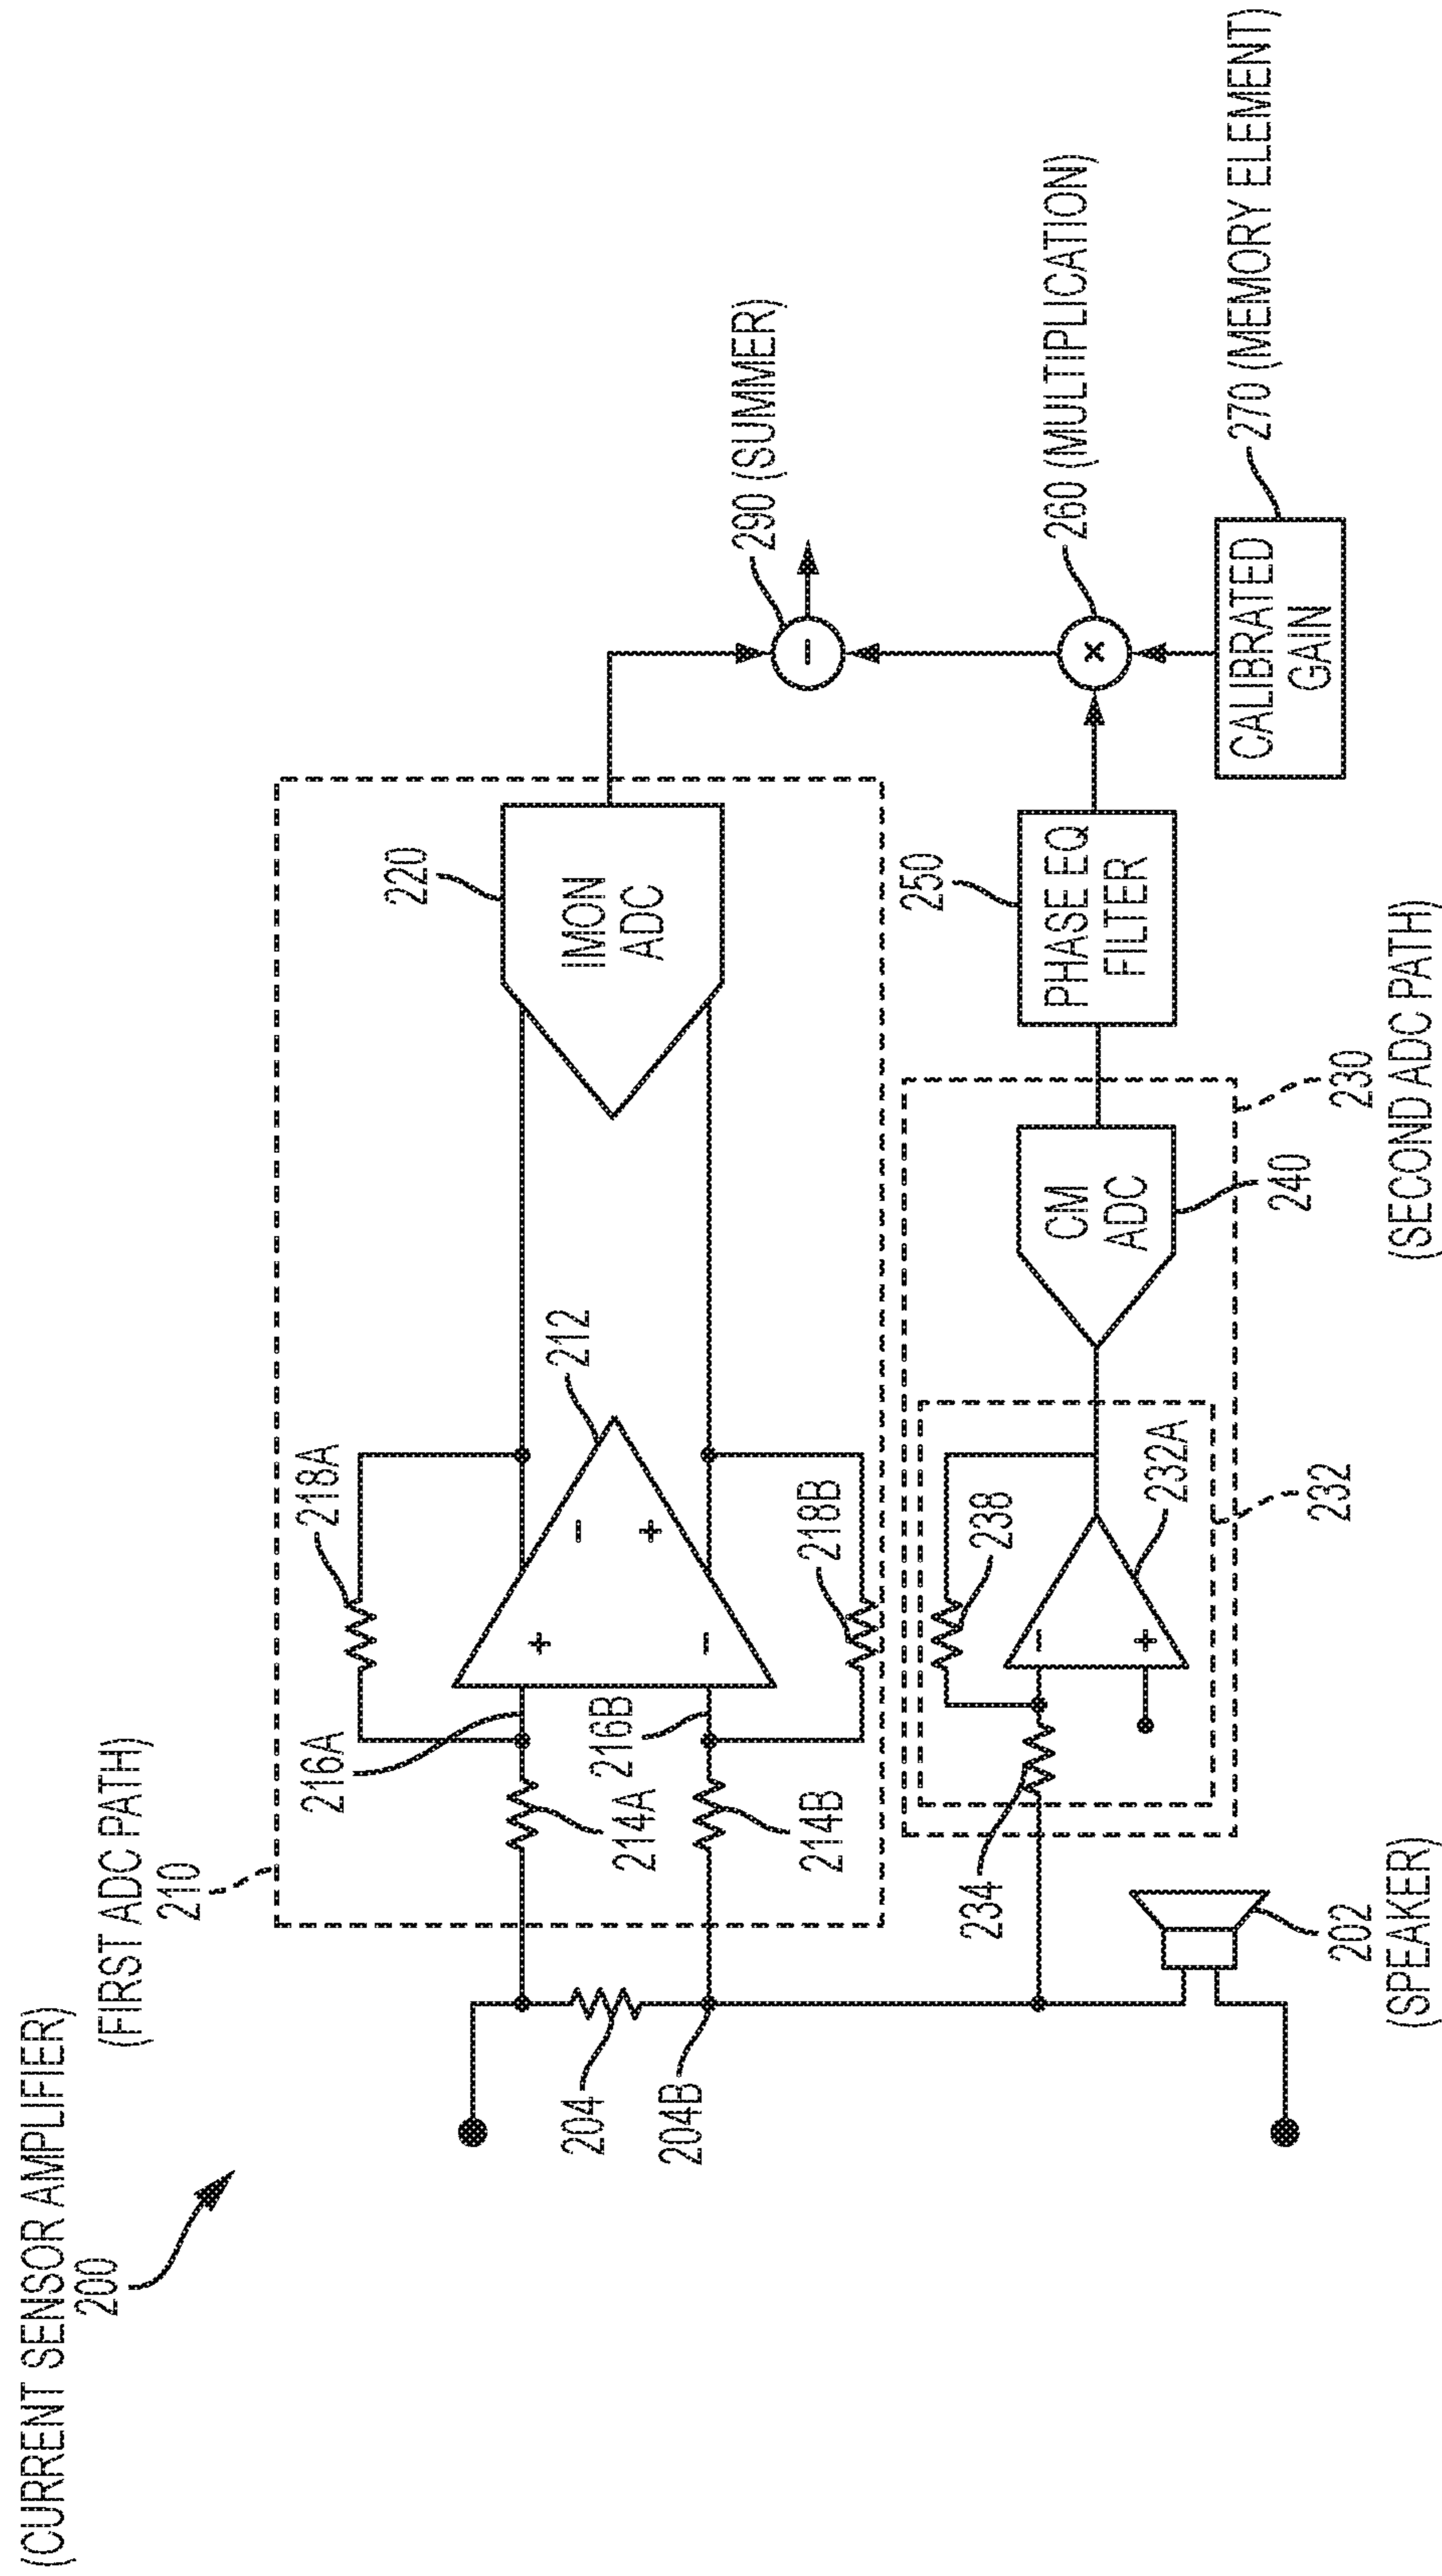 (CURRENT SENSOR AMPLIFIER)
200
(FIRST ADC PATH)
210
218A
216A
214A
216B
214B
218B
+
−
−
+
212
220
IMON
ADC
204
204B
290 (SUMMER)
−
234
238
−
+
232A
232
CM
ADC
240
230
(SECOND ADC PATH)
250
PHASE EQ
FILTER
×
260 (MULTIPLICATION)
CALIBRATED
GAIN
270 (MEMORY ELEMENT)
202
(SPEAKER)